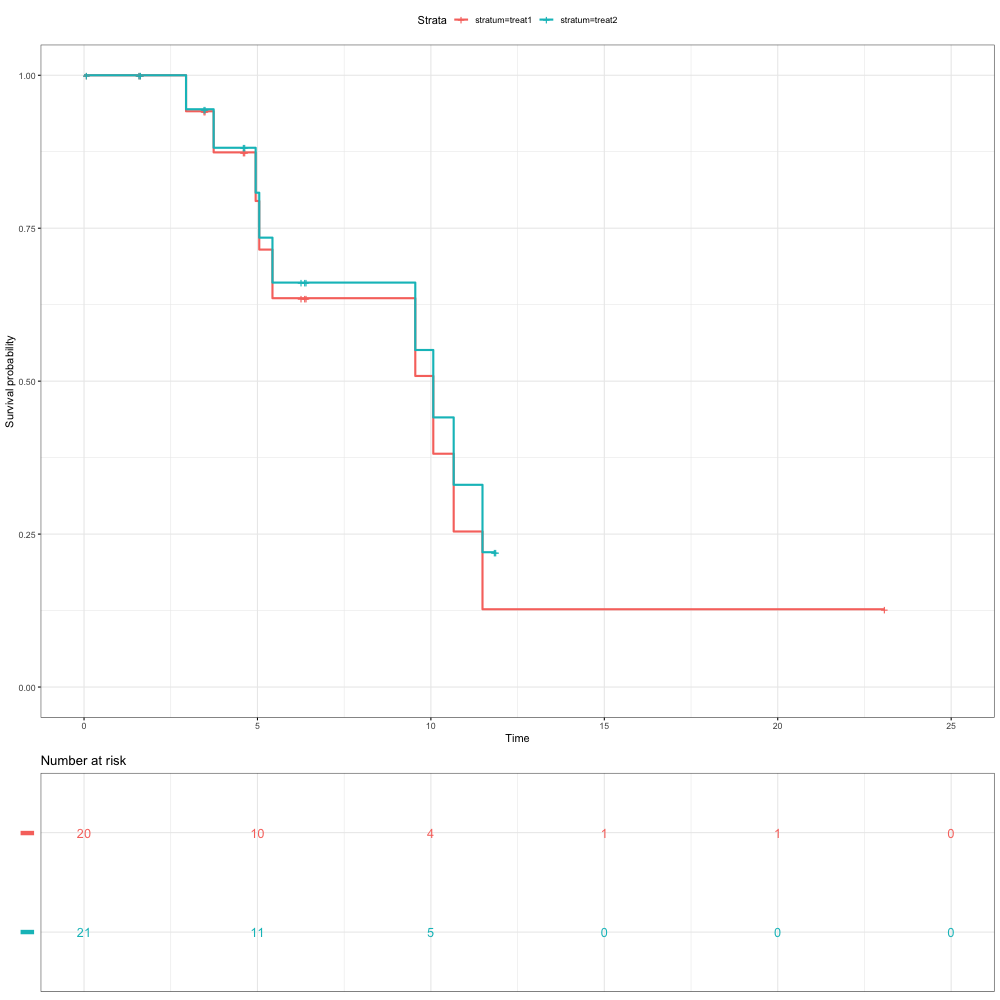 Strata stratum=treat1 stratum=treat2
1.00
0.75
0.50
0.25
0.00
Survival probability
0 5 10 15 20 25
Time
Number at risk
20 10 4 1 1 0
21 11 5 0 0 0